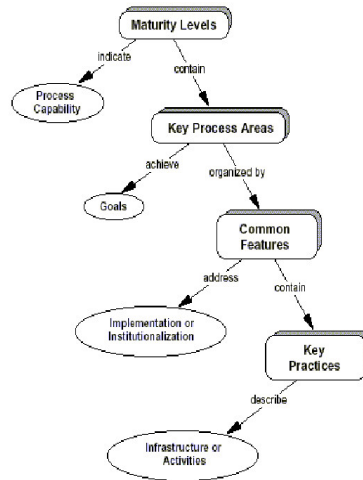 Maturity Levels
indicate
contain
Process
Capability
Key Process Areas
achieve
organized by
Goals
Common
Features
address
contain
Implementation or
Institutionalization
Key
Practices
describe
Infrastructure or
Activities